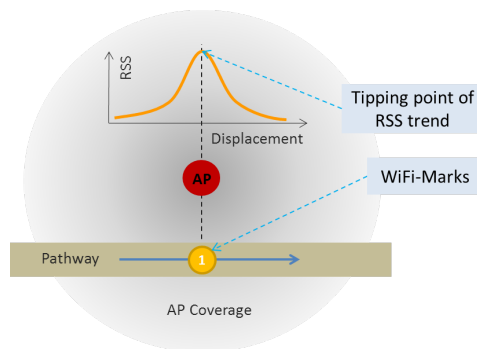 RSS
Displacement
Tipping point of
RSS trend
AP
WiFi-Marks
Pathway
1
AP Coverage